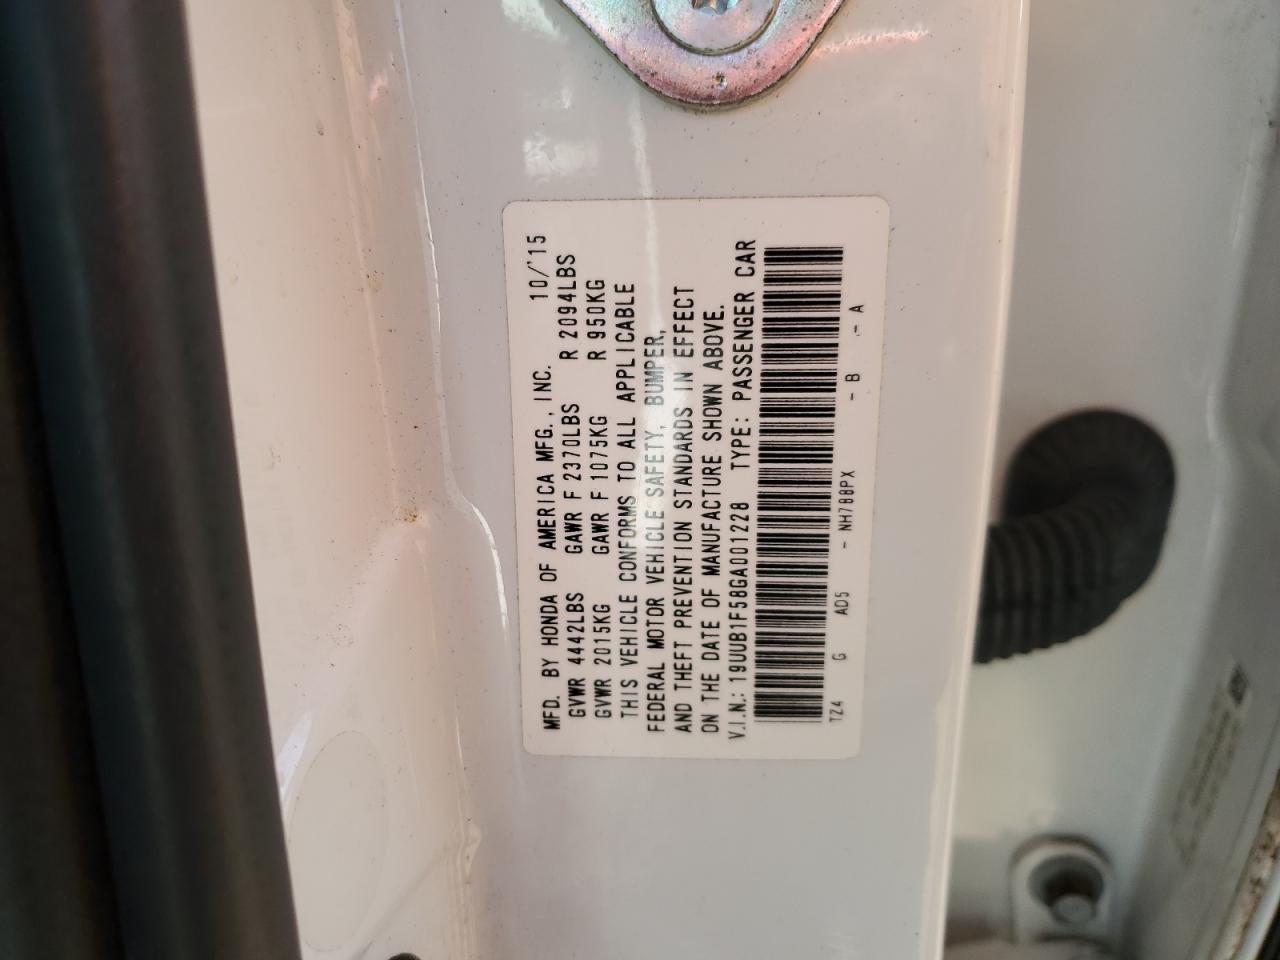 MFD. BY HONDA OF AMERICA MFG., INC. 10/'15
GVWR 4442LBS GAWR F 2370LBS R 2094LBS
GVWR 2015KG GAWR F 1075KG R 950KG
THIS VEHICLE CONFORMS TO ALL APPLICABLE
FEDERAL MOTOR VEHICLE SAFETY, BUMPER,
AND THEFT PREVENTION STANDARDS IN EFFECT
ON THE DATE OF MANUFACTURE SHOWN ABOVE.
V.I.N.: 19UUB1F58GA001228 TYPE: PASSENGER CAR
TZ4 G AD5 - NH788PX - B - A